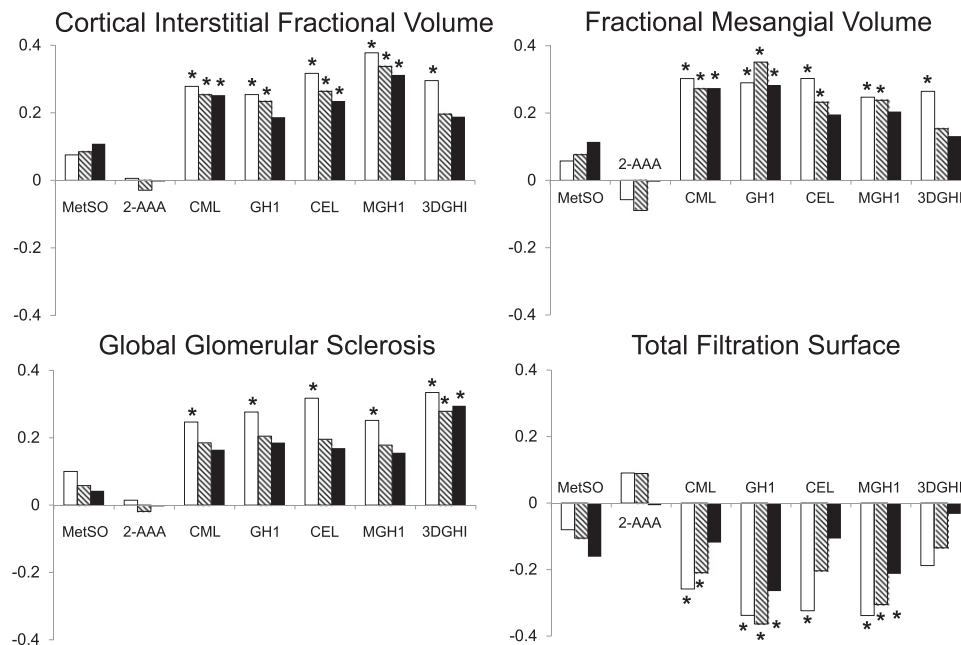 Cortical Interstitial Fractional Volume
0.4
* * * * * * * * * * * *
0.2
0
MetSO 2-AAA CML GH1 CEL MGH1 3DGHI
-0.2
-0.4
Fractional Mesangial Volume
0.4
* * * * * * * * * * *
0.2
2-AAA
0
MetSO CML GH1 CEL MGH1 3DGHI
-0.2
-0.4
Global Glomerular Sclerosis
0.4
* * * * * * *
0.2
0
MetSO 2-AAA CML GH1 CEL MGH1 3DGHI
-0.2
-0.4
Total Filtration Surface
0.4
0.2
0
MetSO CML GH1 CEL MGH1 3DGHI
2-AAA
-0.2
* * * * * * * * *
-0.4